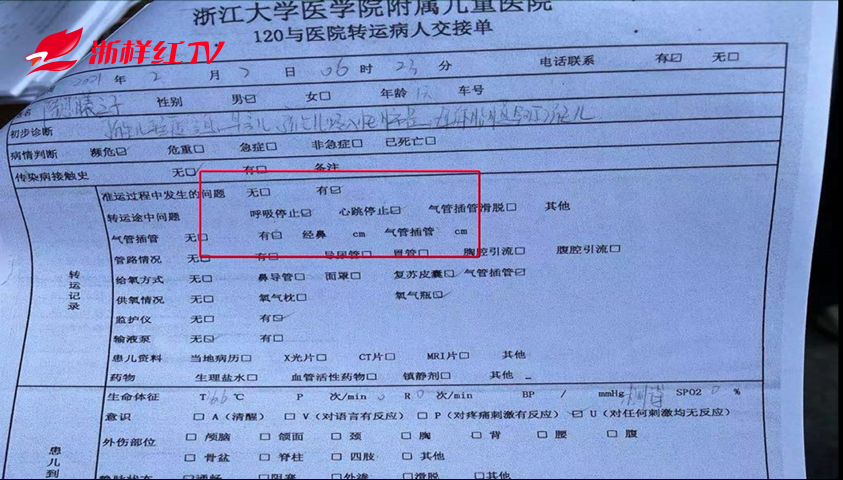 浙江大学医学院附属儿童医院
浙样红TV
120与医院转运病人交接单
2021 年 2 月 2 日 06 时 23 分 电话联系 有☑ 无□
性别 男☑ 女□ 年龄 车号
初步诊断
病情判断 濒危☑ 危重□ 急症□ 非急症□ 已死亡□
传染病接触史 无□ 有□ 备注
准运过程中发生的问题 无□ 有☑
转运途中问题 呼吸停止☑ 心跳停止☑ 气管插管滑脱□ 其他
气管插管 无□ 有☑ 经鼻 cm 气管插管 cm
管路情况 无□ 有□ 导尿管□ 胃管□ 胸腔引流□ 腹腔引流□
转运记录
给氧方式 无□ 鼻导管□ 面罩□ 复苏皮囊□ 气管插管☑
供氧情况 无□ 氧气枕□ 氧气瓶☑
监护仪 无□ 有☑
输液泵 无☑ 有□
患儿资料 当地病历□ X光片□ CT片□ MRI片□ 其他
药物 生理盐水□ 血管活性药物□ 镇静剂□ 其他
生命体征 T ℃ P 次/min R 0 次/min BP / mmHg SPO2 0 %
意识 □ A（清醒） □ V（对语言有反应） □ P（对疼痛刺激有反应） ☑ U（对任何刺激均无反应）
外伤部位 □ 颅脑 □ 颌面 □ 颈 □ 胸 □ 背 □ 腰 □ 腹
□ 骨盆 □ 脊柱 □ 四肢 □ 其他
患儿到
□通畅 □阻塞 □外渗 □滑脱 □其他